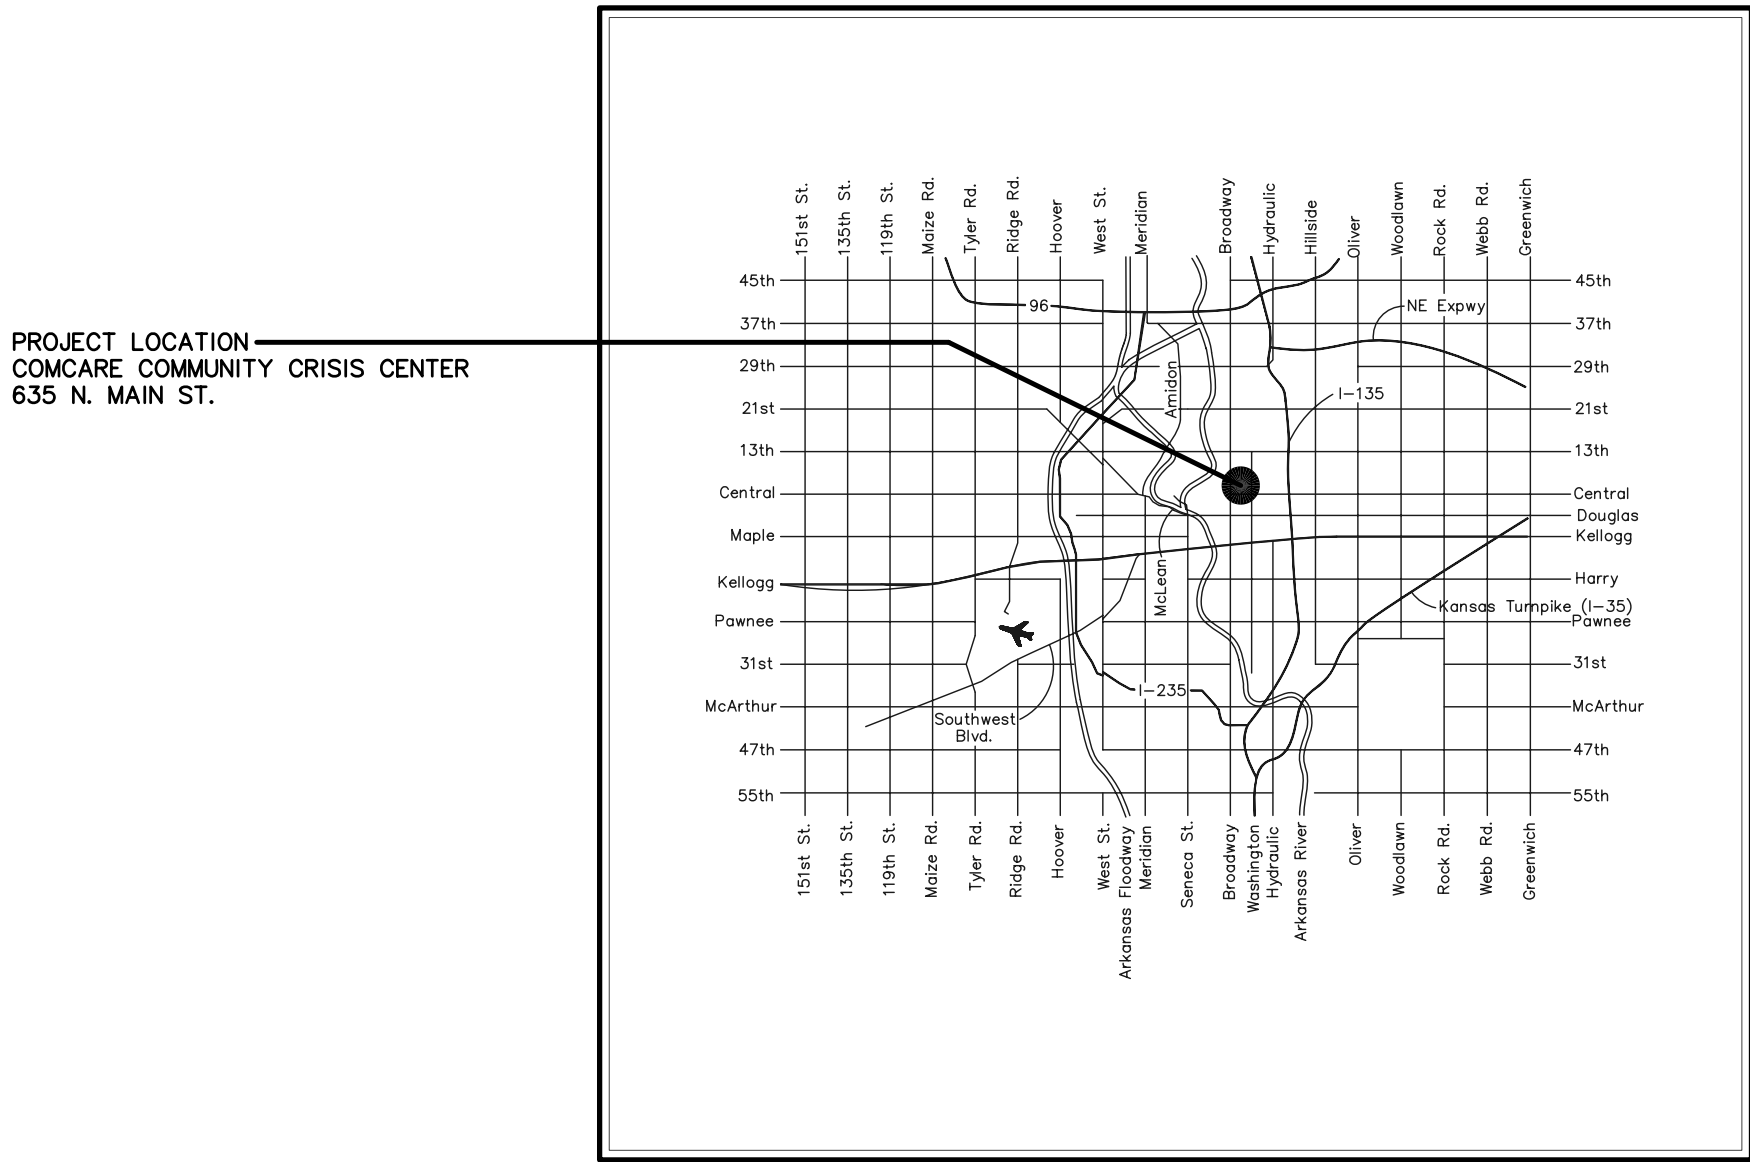 PROJECT LOCATION
COMCARE COMMUNITY CRISIS CENTER
635 N. MAIN ST.
151st St.
135th St.
119th St.
Maize Rd.
Tyler Rd.
Ridge Rd.
Hoover
West St.
Meridian
Broadway
Hydraulic
Hillside
Oliver
Woodlawn
Rock Rd.
Webb Rd.
Greenwich
45th
37th
29th
21st
13th
Central
Maple
Kellogg
Pawnee
31st
McArthur
47th
55th
96
NE Expwy
Amidon
I-135
McLean
Kansas Turnpike (I-35)
I-235
Southwest
Blvd.
45th
37th
29th
21st
13th
Central
Douglas
Kellogg
Harry
Pawnee
31st
McArthur
47th
55th
151st St.
135th St.
119th St.
Maize Rd.
Tyler Rd.
Ridge Rd.
Hoover
West St.
Arkansas Floodway
Meridian
Seneca St.
Broadway
Washington
Hydraulic
Arkansas River
Oliver
Woodlawn
Rock Rd.
Webb Rd.
Greenwich